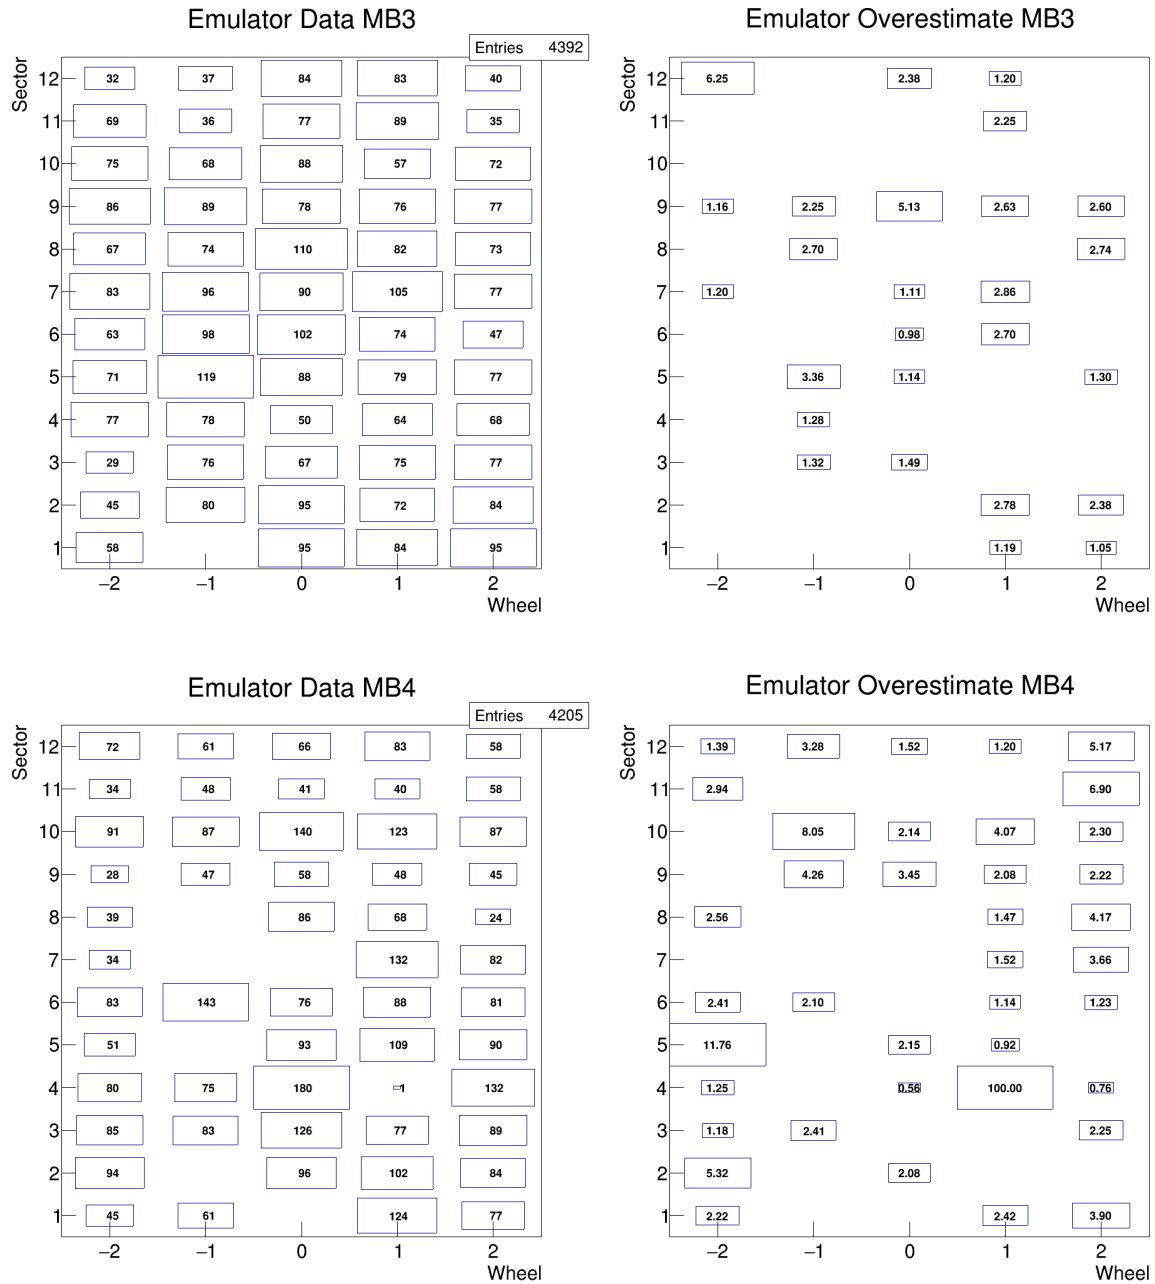 Emulator Data MB3
Entries 4392
Sector
12 32 37 84 83 40
11 69 36 77 89 35
10 75 68 88 57 72
9 86 89 78 76 77
8 67 74 110 82 73
7 83 96 90 105 77
6 63 98 102 74 47
5 71 119 88 79 77
4 77 78 50 64 68
3 29 76 67 75 77
2 45 80 95 72 84
1 58 95 84 95
−2 −1 0 1 2
Wheel
Emulator Overestimate MB3
Sector
12 6.25 2.38 1.20
11 2.25
10
9 1.16 2.25 5.13 2.63 2.60
8 2.70 2.74
7 1.20 1.11 2.86
6 0.98 2.70
5 3.36 1.14 1.30
4 1.28
3 1.32 1.49
2 2.78 2.38
1 1.19 1.05
−2 −1 0 1 2
Wheel
Emulator Data MB4
Entries 4205
Sector
12 72 61 66 83 58
11 34 48 41 40 58
10 91 87 140 123 87
9 28 47 58 48 45
8 39 86 68 24
7 34 132 82
6 83 143 76 88 81
5 51 93 109 90
4 80 75 180 1 132
3 85 83 126 77 89
2 94 96 102 84
1 45 61 124 77
−2 −1 0 1 2
Wheel
Emulator Overestimate MB4
Sector
12 1.39 3.28 1.52 1.20 5.17
11 2.94 6.90
10 8.05 2.14 4.07 2.30
9 4.26 3.45 2.08 2.22
8 2.56 1.47 4.17
7 1.52 3.66
6 2.41 2.10 1.14 1.23
5 11.76 2.15 0.92
4 1.25 0.56 100.00 0.76
3 1.18 2.41 2.25
2 5.32 2.08
1 2.22 2.42 3.90
−2 −1 0 1 2
Wheel